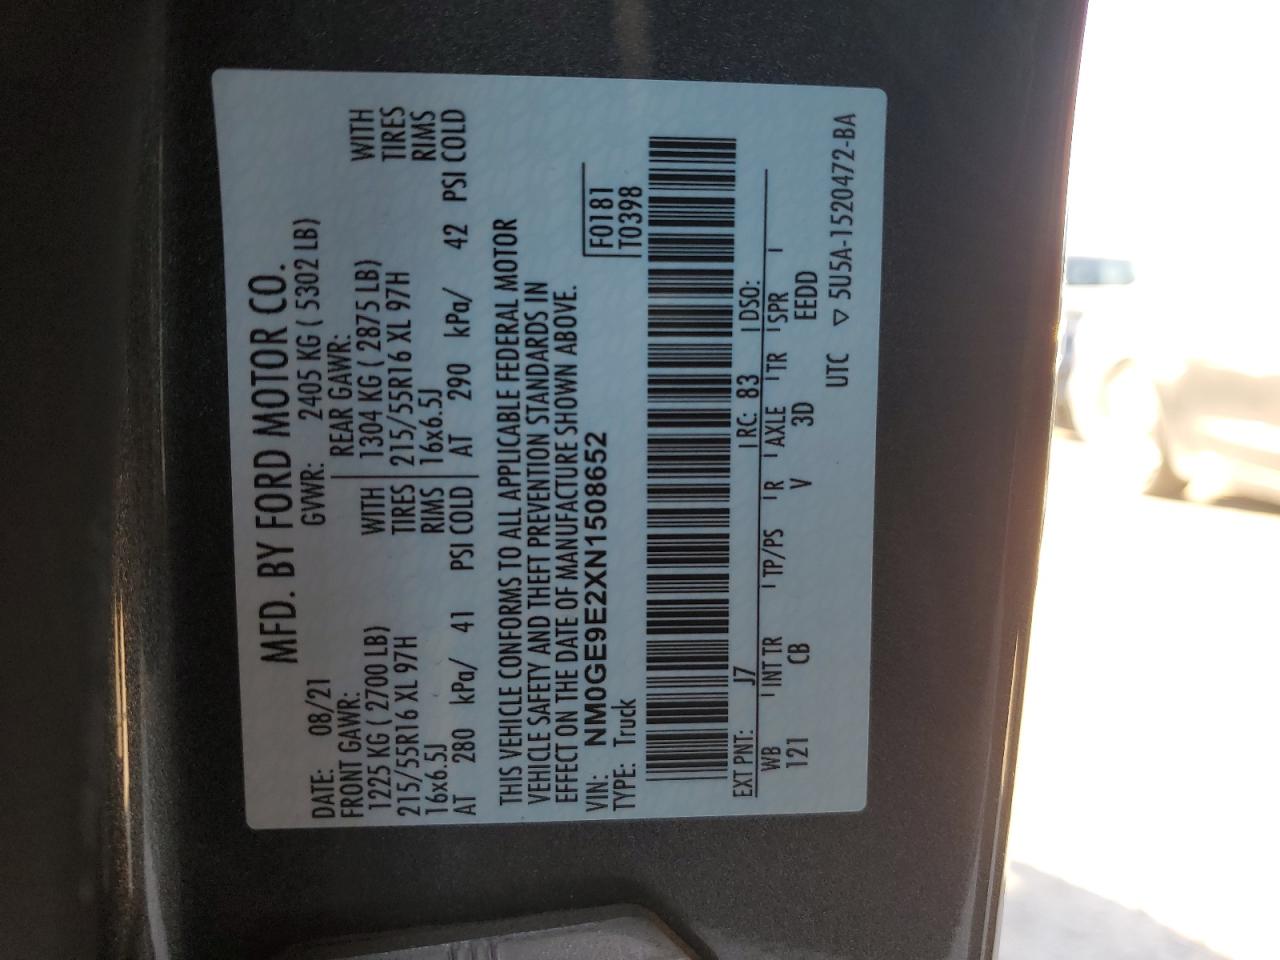 MFD. BY FORD MOTOR CO.
DATE: 08/21 GVWR: 2405 KG ( 5302 LB)
FRONT GAWR: REAR GAWR:
1225 KG ( 2700 LB) WITH 1304 KG ( 2875 LB) WITH
215/55R16 XL 97H TIRES 215/55R16 XL 97H TIRES
16x6.5J RIMS 16x6.5J RIMS
AT 280 kPa/ 41 PSI COLD AT 290 kPa/ 42 PSI COLD
THIS VEHICLE CONFORMS TO ALL APPLICABLE FEDERAL MOTOR
VEHICLE SAFETY AND THEFT PREVENTION STANDARDS IN
EFFECT ON THE DATE OF MANUFACTURE SHOWN ABOVE.
VIN: NM0GE9E2XN1508652 F0181
TYPE: Truck T0398
EXT PNT: J7 RC: 83 DSO:
WB INT TR TP/PS R AXLE TR SPR
121 CB V 3D EEDD
UTC ▽ 5U5A-1520472-BA